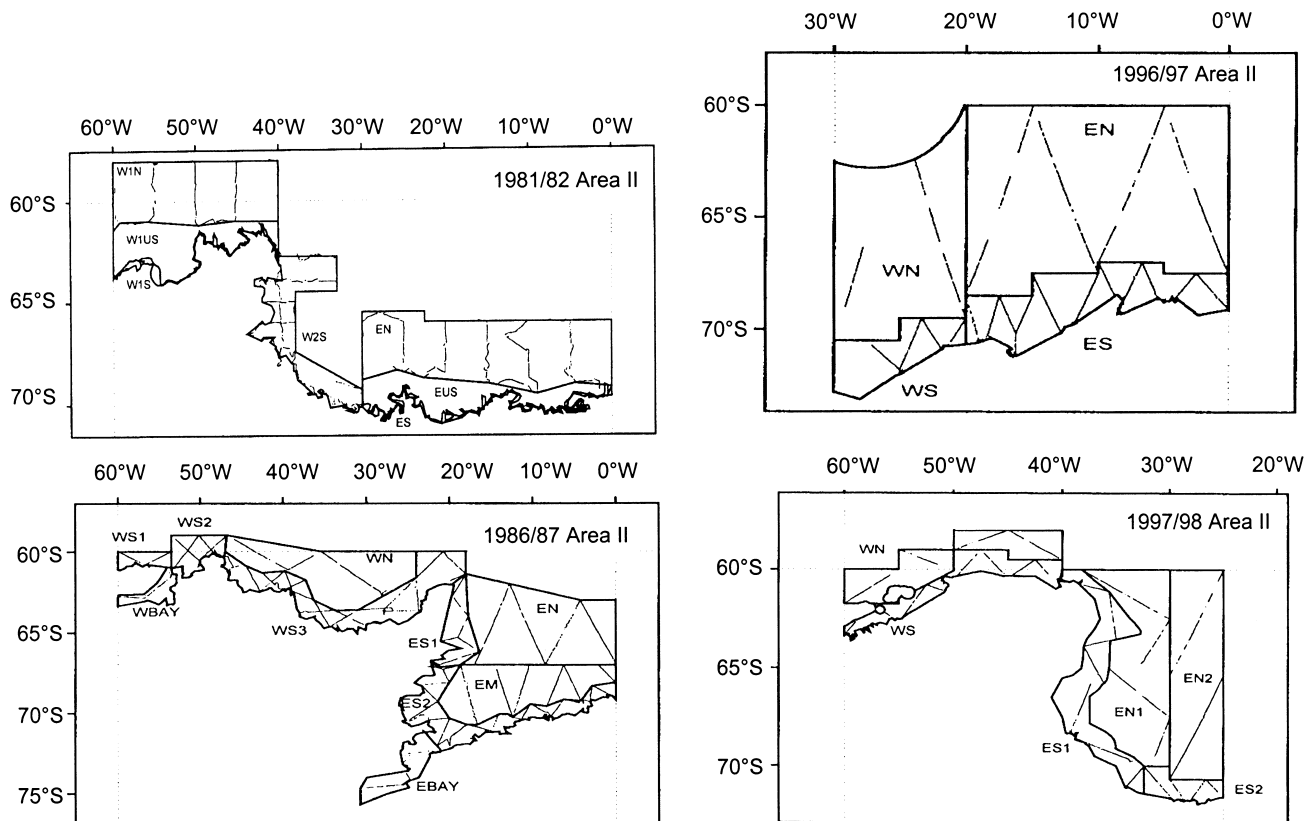 60°W 50°W 40°W 30°W 20°W 10°W 0°W
1981/82 Area II
60°S
65°S
70°S
W1N
W1US
W1S
W2S
EN
EUS
ES
30°W 20°W 10°W 0°W
1996/97 Area II
60°S
65°S
70°S
EN
WN
ES
WS
60°W 50°W 40°W 30°W 20°W 10°W 0°W
1986/87 Area II
60°S
65°S
70°S
75°S
WS1
WS2
WN
WBAY
WS3
EN
ES1
EM
ES2
EBAY
60°W 50°W 40°W 30°W 20°W
1997/98 Area II
60°S
65°S
70°S
WN
WS
EN2
EN1
ES1
ES2